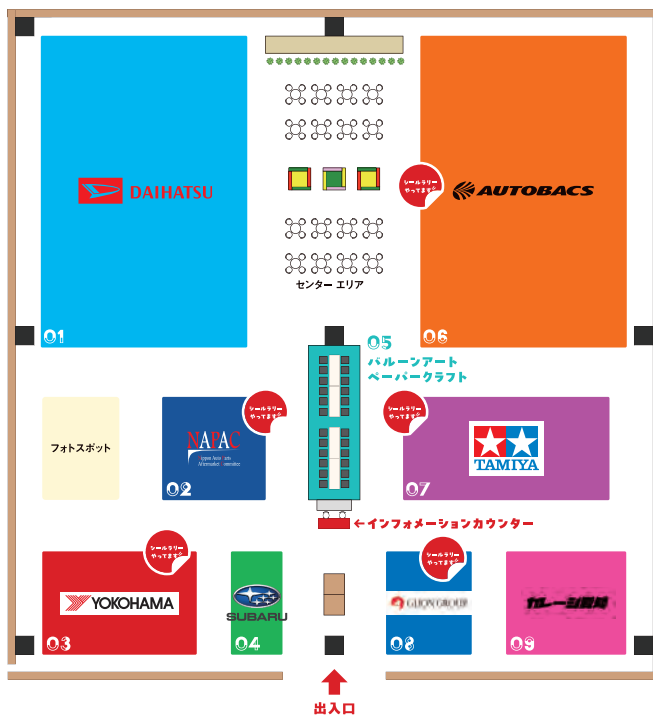 DAIHATSU
01
センター エリア
シールラリー
やってます!!
AUTOBACS
06
05
バルーンアート
ペーパークラフト
フォトスポット
シールラリー
やってます!!
NAPAC
Nippon Auto Parts
Aftermarket Committee
02
シールラリー
やってます!!
TAMIYA
07
←インフォメーションカウンター
シールラリー
やってます!!
YOKOHAMA
03
SUBARU
04
シールラリー
やってます!!
GLION GROUP
08
09
出入口